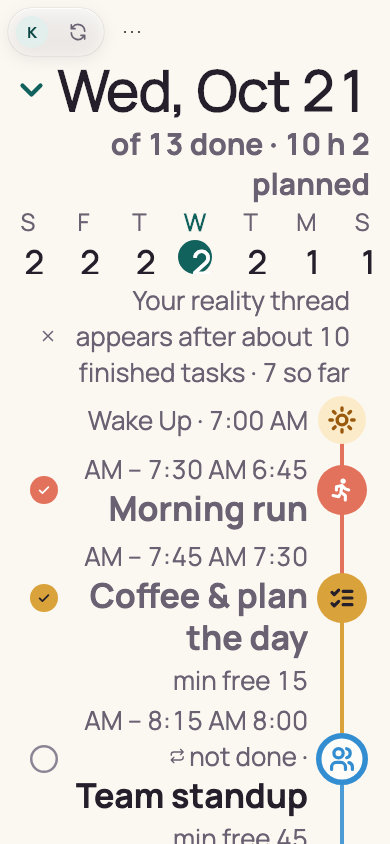 K ...
Wed, Oct 21
of 13 done · 10 h 2
planned
S F T W T M S
2 2 2 2 2 1 1
Your reality thread
appears after about 10
finished tasks · 7 so far
Wake Up · 7:00 AM
AM – 7:30 AM 6:45
Morning run
AM – 7:45 AM 7:30
Coffee & plan
the day
min free 15
AM – 8:15 AM 8:00
not done ·
Team standup
min free 45